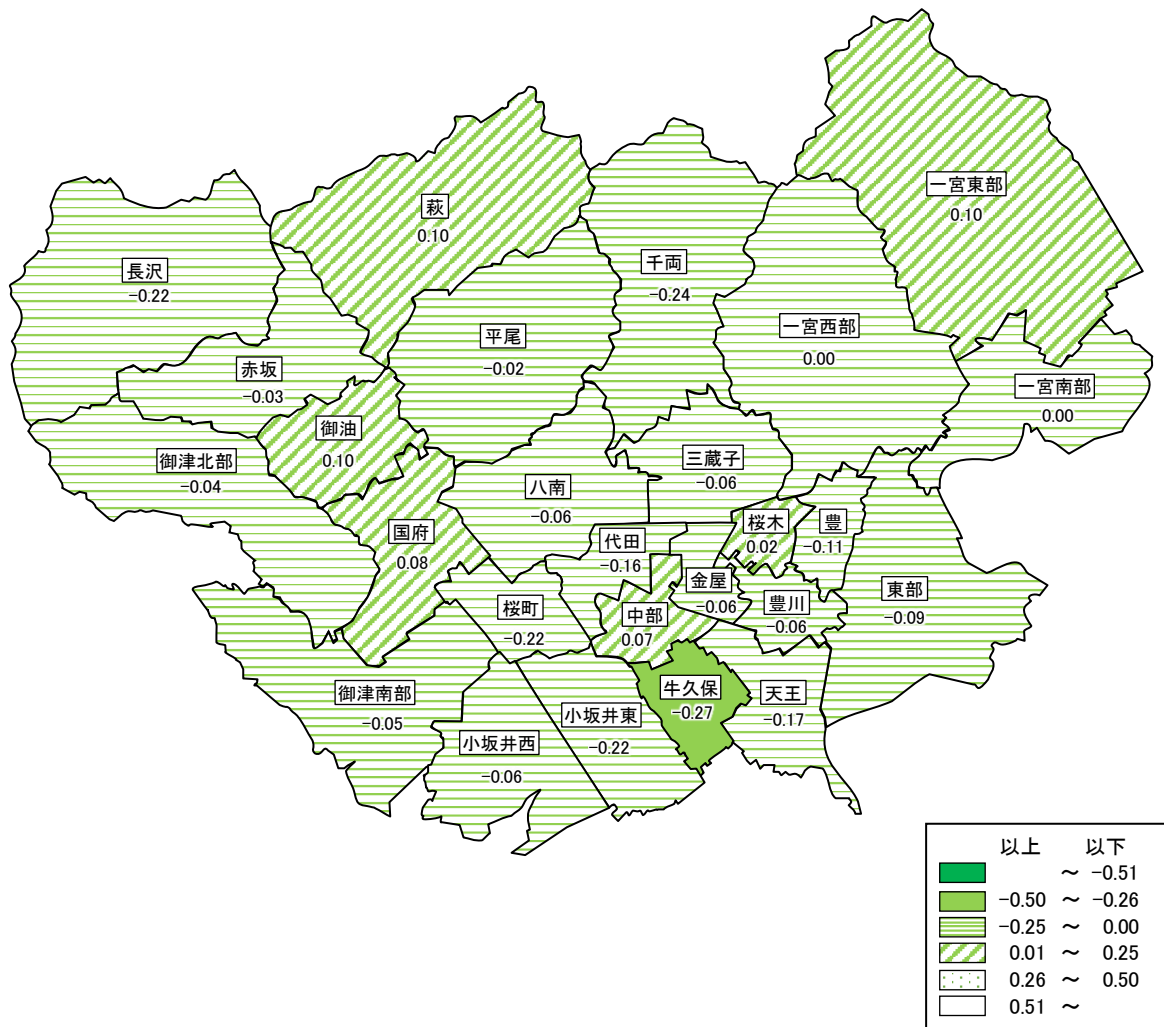 一宮東部
0.10
萩
0.10
千両
-0.24
長沢
-0.22
一宮西部
0.00
平尾
-0.02
赤坂
-0.03
一宮南部
0.00
御油
0.10
御津北部
-0.04
三蔵子
-0.06
八南
-0.06
国府
0.08
桜木
0.02
豊
-0.11
代田
-0.16
金屋
-0.06
豊川
-0.06
東部
-0.09
桜町
-0.22
中部
0.07
牛久保
-0.27
天王
-0.17
御津南部
-0.05
小坂井東
-0.22
小坂井西
-0.06
以上 以下
~ -0.51
-0.50 ~ -0.26
-0.25 ~ 0.00
0.01 ~ 0.25
0.26 ~ 0.50
0.51 ~